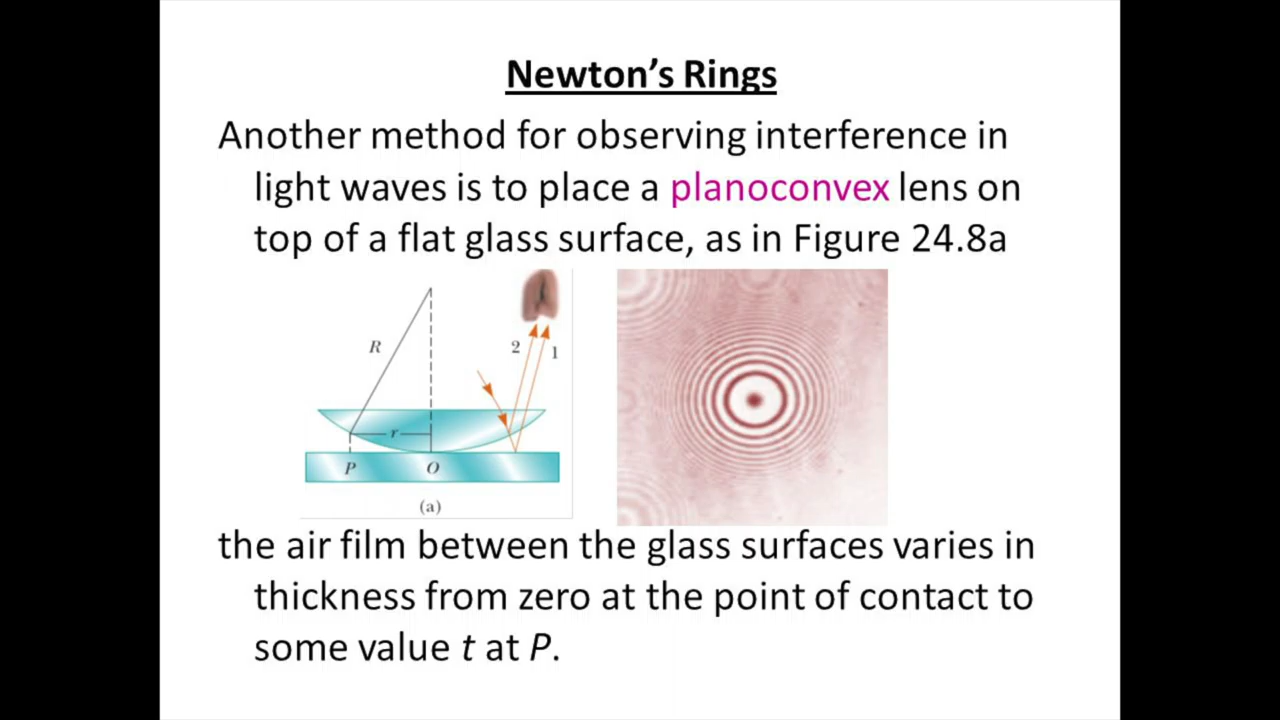 Newton's Rings
Another method for observing interference in
light waves is to place a planoconvex lens on
top of a flat glass surface, as in Figure 24.8a
R
2
1
r
P
O
(a)
the air film between the glass surfaces varies in
thickness from zero at the point of contact to
some value t at P.